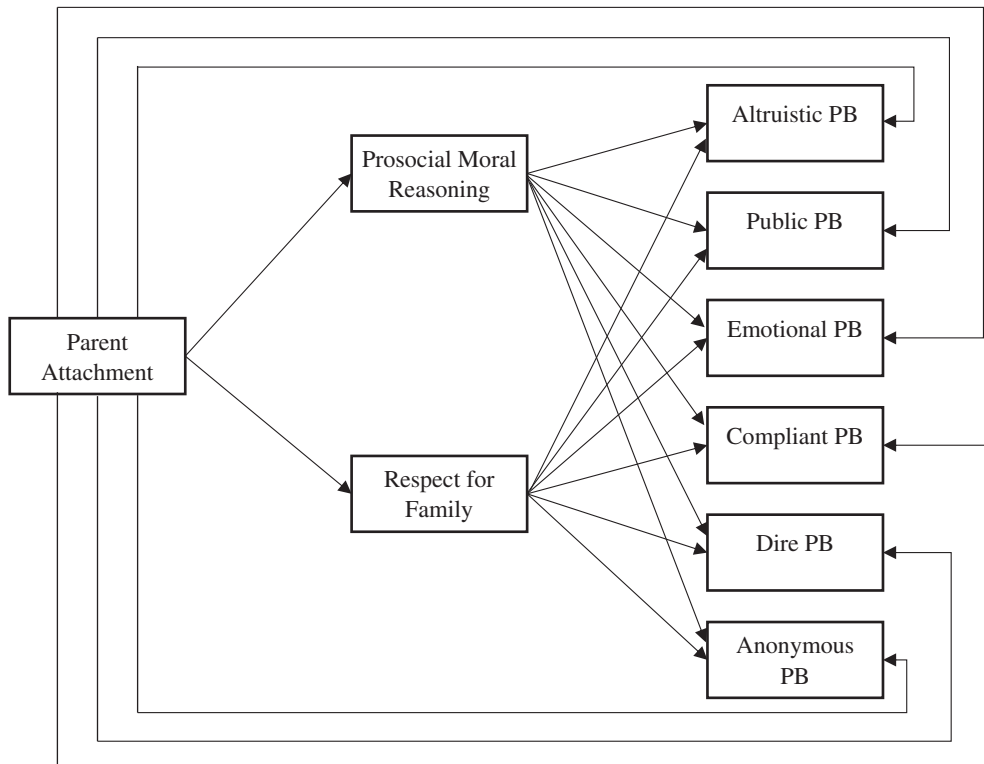 Altruistic PB
Prosocial Moral
Reasoning
Public PB
Parent
Attachment
Emotional PB
Compliant PB
Respect for
Family
Dire PB
Anonymous
PB